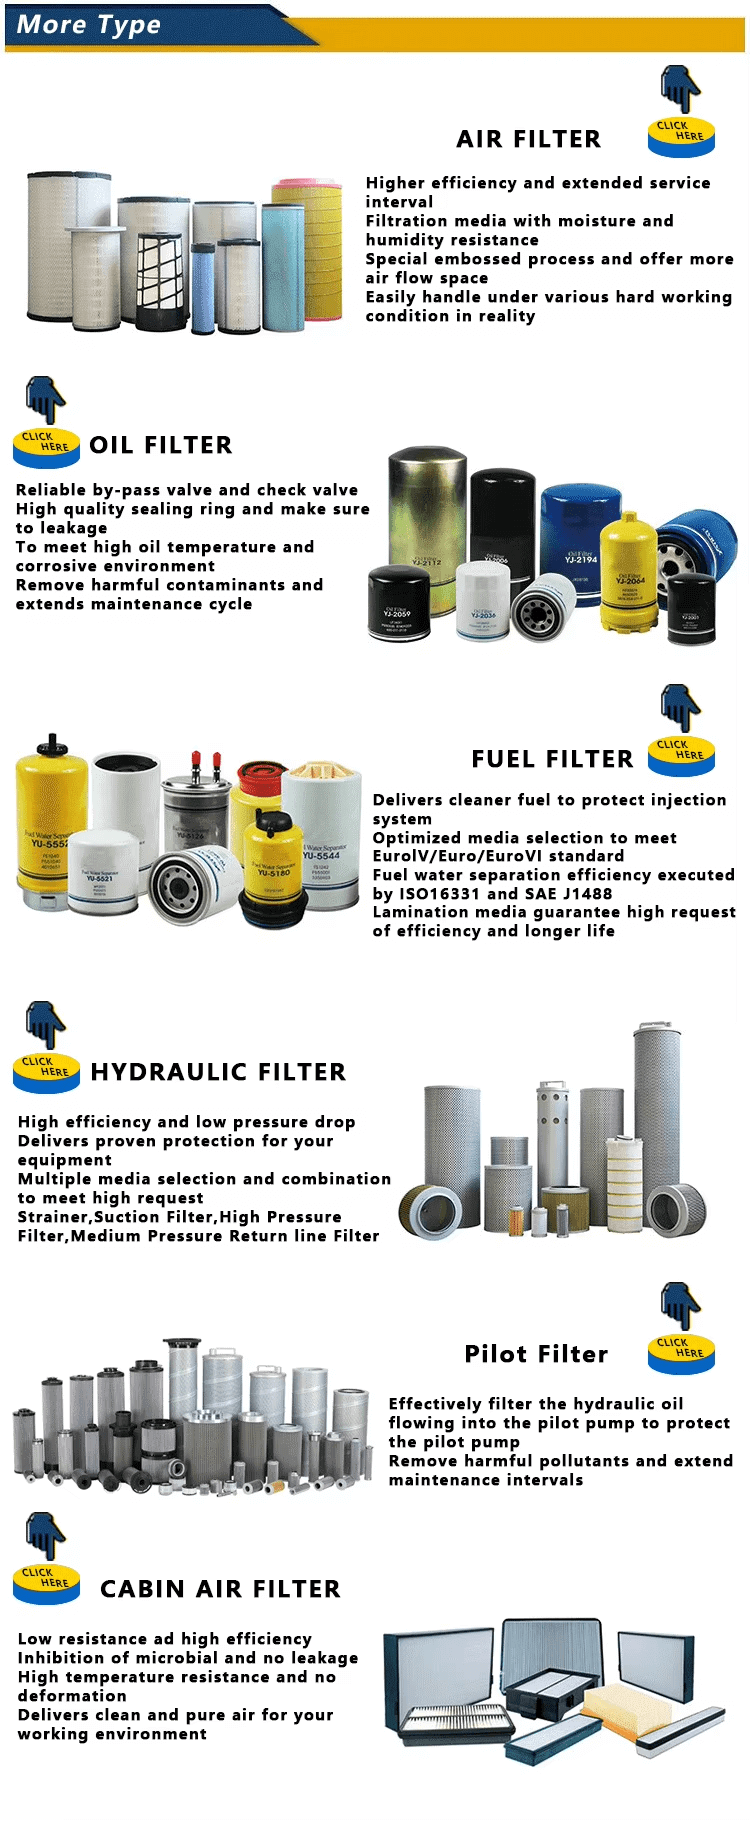 More Type
CLICK
HERE
AIR FILTER
Higher efficiency and extended service
interval
Filtration media with moisture and
humidity resistance
Special embossed process and offer more
air flow space
Easily handle under various hard working
condition in reality
CLICK
HERE
OIL FILTER
Reliable by-pass valve and check valve
High quality sealing ring and make sure
to leakage
To meet high oil temperature and
corrosive environment
Remove harmful contaminants and
extends maintenance cycle
YJ-2112
Oil Filter
YJ-2194
YJ-2064
Oil Filter
YJ-2059
Oil Filter
YJ-2036
YJ-2001
CLICK
HERE
FUEL FILTER
Delivers cleaner fuel to protect injection
system
Optimized media selection to meet
EuroIV/Euro/EuroVI standard
Fuel water separation efficiency executed
by ISO16331 and SAE J1488
Lamination media guarantee high request
of efficiency and longer life
Fuel Water Separator
YU-5552
YU-5126
Fuel Water Separator
YU-5544
Fuel Water Separator
YU-5180
Fuel Water Separator
YU-5521
CLICK
HERE
HYDRAULIC FILTER
High efficiency and low pressure drop
Delivers proven protection for your
equipment
Multiple media selection and combination
to meet high request
Strainer,Suction Filter,High Pressure
Filter,Medium Pressure Return line Filter
CLICK
HERE
Pilot Filter
Effectively filter the hydraulic oil
flowing into the pilot pump to protect
the pilot pump
Remove harmful pollutants and extend
maintenance intervals
CLICK
HERE
CABIN AIR FILTER
Low resistance ad high efficiency
Inhibition of microbial and no leakage
High temperature resistance and no
deformation
Delivers clean and pure air for your
working environment